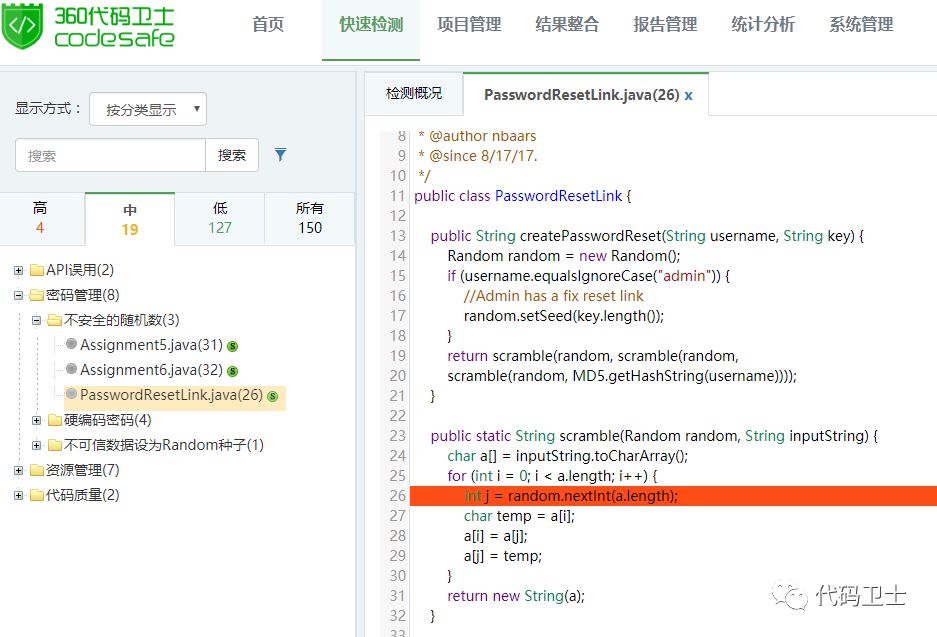 360代码卫士
codesafe
首页 快速检测 项目管理 结果整合 报告管理 统计分析 系统管理
显示方式： 按分类显示
搜索 搜索
高 中 低 所有
4 19 127 150
API误用(2)
密码管理(8)
不安全的随机数(3)
Assignment5.java(31) S
Assignment6.java(32) S
PasswordResetLink.java(26) S
硬编码密码(4)
不可信数据设为Random种子(1)
资源管理(7)
代码质量(2)
检测概况 PasswordResetLink.java(26) x
8 * @author nbaars
9 * @since 8/17/17.
10 */
11 public class PasswordResetLink {
12
13 public String createPasswordReset(String username, String key) {
14 Random random = new Random();
15 if (username.equalsIgnoreCase("admin")) {
16 //Admin has a fix reset link
17 random.setSeed(key.length());
18 }
19 return scramble(random, scramble(random,
20 scramble(random, MD5.getHashString(username))));
21 }
22
23 public static String scramble(Random random, String inputString) {
24 char a[] = inputString.toCharArray();
25 for (int i = 0; i < a.length; i++) {
26 int j = random.nextInt(a.length);
27 char temp = a[i];
28 a[i] = a[j];
29 a[j] = temp;
30 }
31 return new String(a);
32 }
33
代码卫士